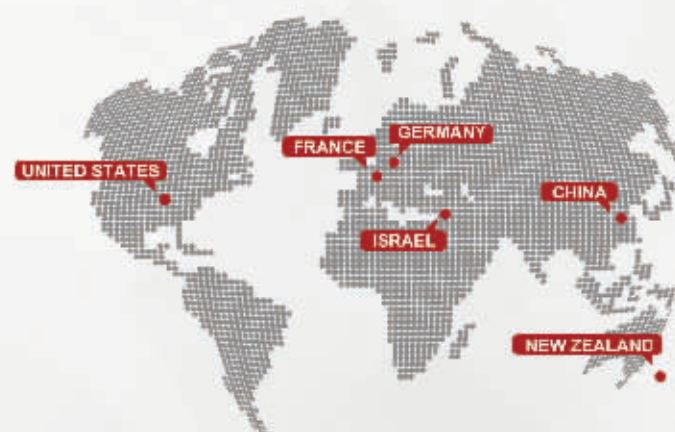 GERMANY
FRANCE
UNITED STATES
CHINA
ISRAEL
NEW ZEALAND